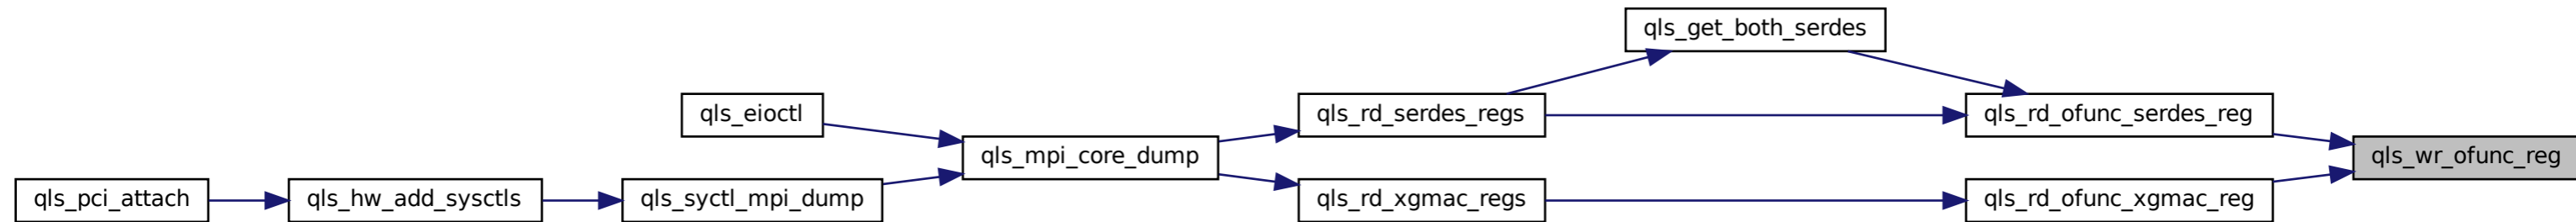 qls_get_both_serdes
qls_eioctl
qls_rd_serdes_regs
qls_rd_ofunc_serdes_reg
qls_mpi_core_dump
qls_wr_ofunc_reg
qls_pci_attach
qls_hw_add_sysctls
qls_syctl_mpi_dump
qls_rd_xgmac_regs
qls_rd_ofunc_xgmac_reg